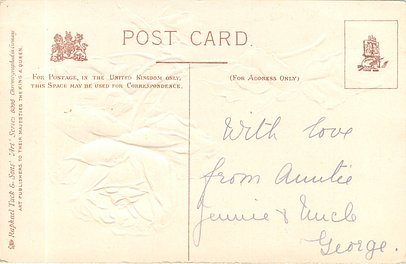 POST CARD.
FOR POSTAGE, IN THE UNITED KINGDOM ONLY,
THIS SPACE MAY BE USED FOR CORRESPONDENCE.
(FOR ADDRESS ONLY)
Raphael Tuck & Sons' "Art" Series
ART PUBLISHERS TO THEIR MAJESTIES THE KING & QUEEN.
With love
from Auntie
Jennie & Uncle
George.